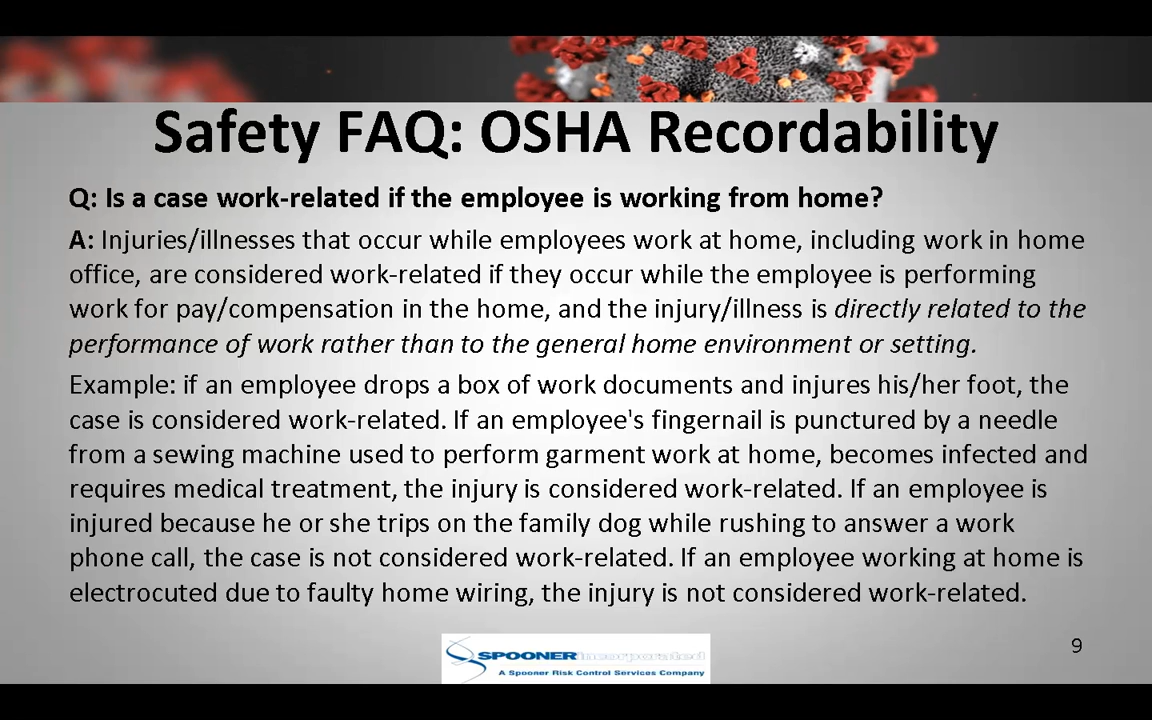 Safety FAQ: OSHA Recordability
Q: Is a case work-related if the employee is working from home?
A: Injuries/illnesses that occur while employees work at home, including work in home
office, are considered work-related if they occur while the employee is performing
work for pay/compensation in the home, and the injury/illness is directly related to the
performance of work rather than to the general home environment or setting.
Example: if an employee drops a box of work documents and injures his/her foot, the
case is considered work-related. If an employee's fingernail is punctured by a needle
from a sewing machine used to perform garment work at home, becomes infected and
requires medical treatment, the injury is considered work-related. If an employee is
injured because he or she trips on the family dog while rushing to answer a work
phone call, the case is not considered work-related. If an employee working at home is
electrocuted due to faulty home wiring, the injury is not considered work-related.
SPOONER incorporated
A Spooner Risk Control Services Company
9